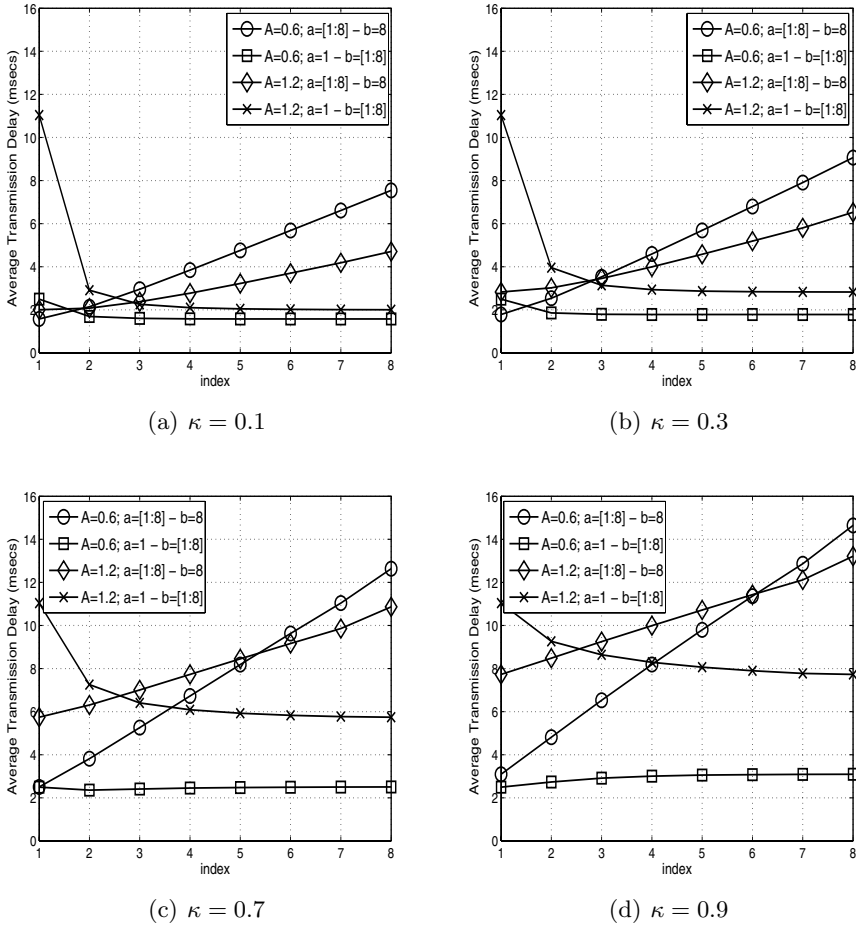 16
14
12
10
8
6
4
2
0
Average Transmission Delay (msecs)
A=0.6; a=[1:8] − b=8
A=0.6; a=1 − b=[1:8]
A=1.2; a=[1:8] − b=8
A=1.2; a=1 − b=[1:8]
1 2 3 4 5 6 7 8
index
(a) κ = 0.1
16
14
12
10
8
6
4
2
0
Average Transmission Delay (msecs)
A=0.6; a=[1:8] − b=8
A=0.6; a=1 − b=[1:8]
A=1.2; a=[1:8] − b=8
A=1.2; a=1 − b=[1:8]
1 2 3 4 5 6 7 8
index
(b) κ = 0.3
16
14
12
10
8
6
4
2
0
Average Transmission Delay (msecs)
A=0.6; a=[1:8] − b=8
A=0.6; a=1 − b=[1:8]
A=1.2; a=[1:8] − b=8
A=1.2; a=1 − b=[1:8]
1 2 3 4 5 6 7 8
index
(c) κ = 0.7
16
14
12
10
8
6
4
2
0
Average Transmission Delay (msecs)
A=0.6; a=[1:8] − b=8
A=0.6; a=1 − b=[1:8]
A=1.2; a=[1:8] − b=8
A=1.2; a=1 − b=[1:8]
1 2 3 4 5 6 7 8
index
(d) κ = 0.9